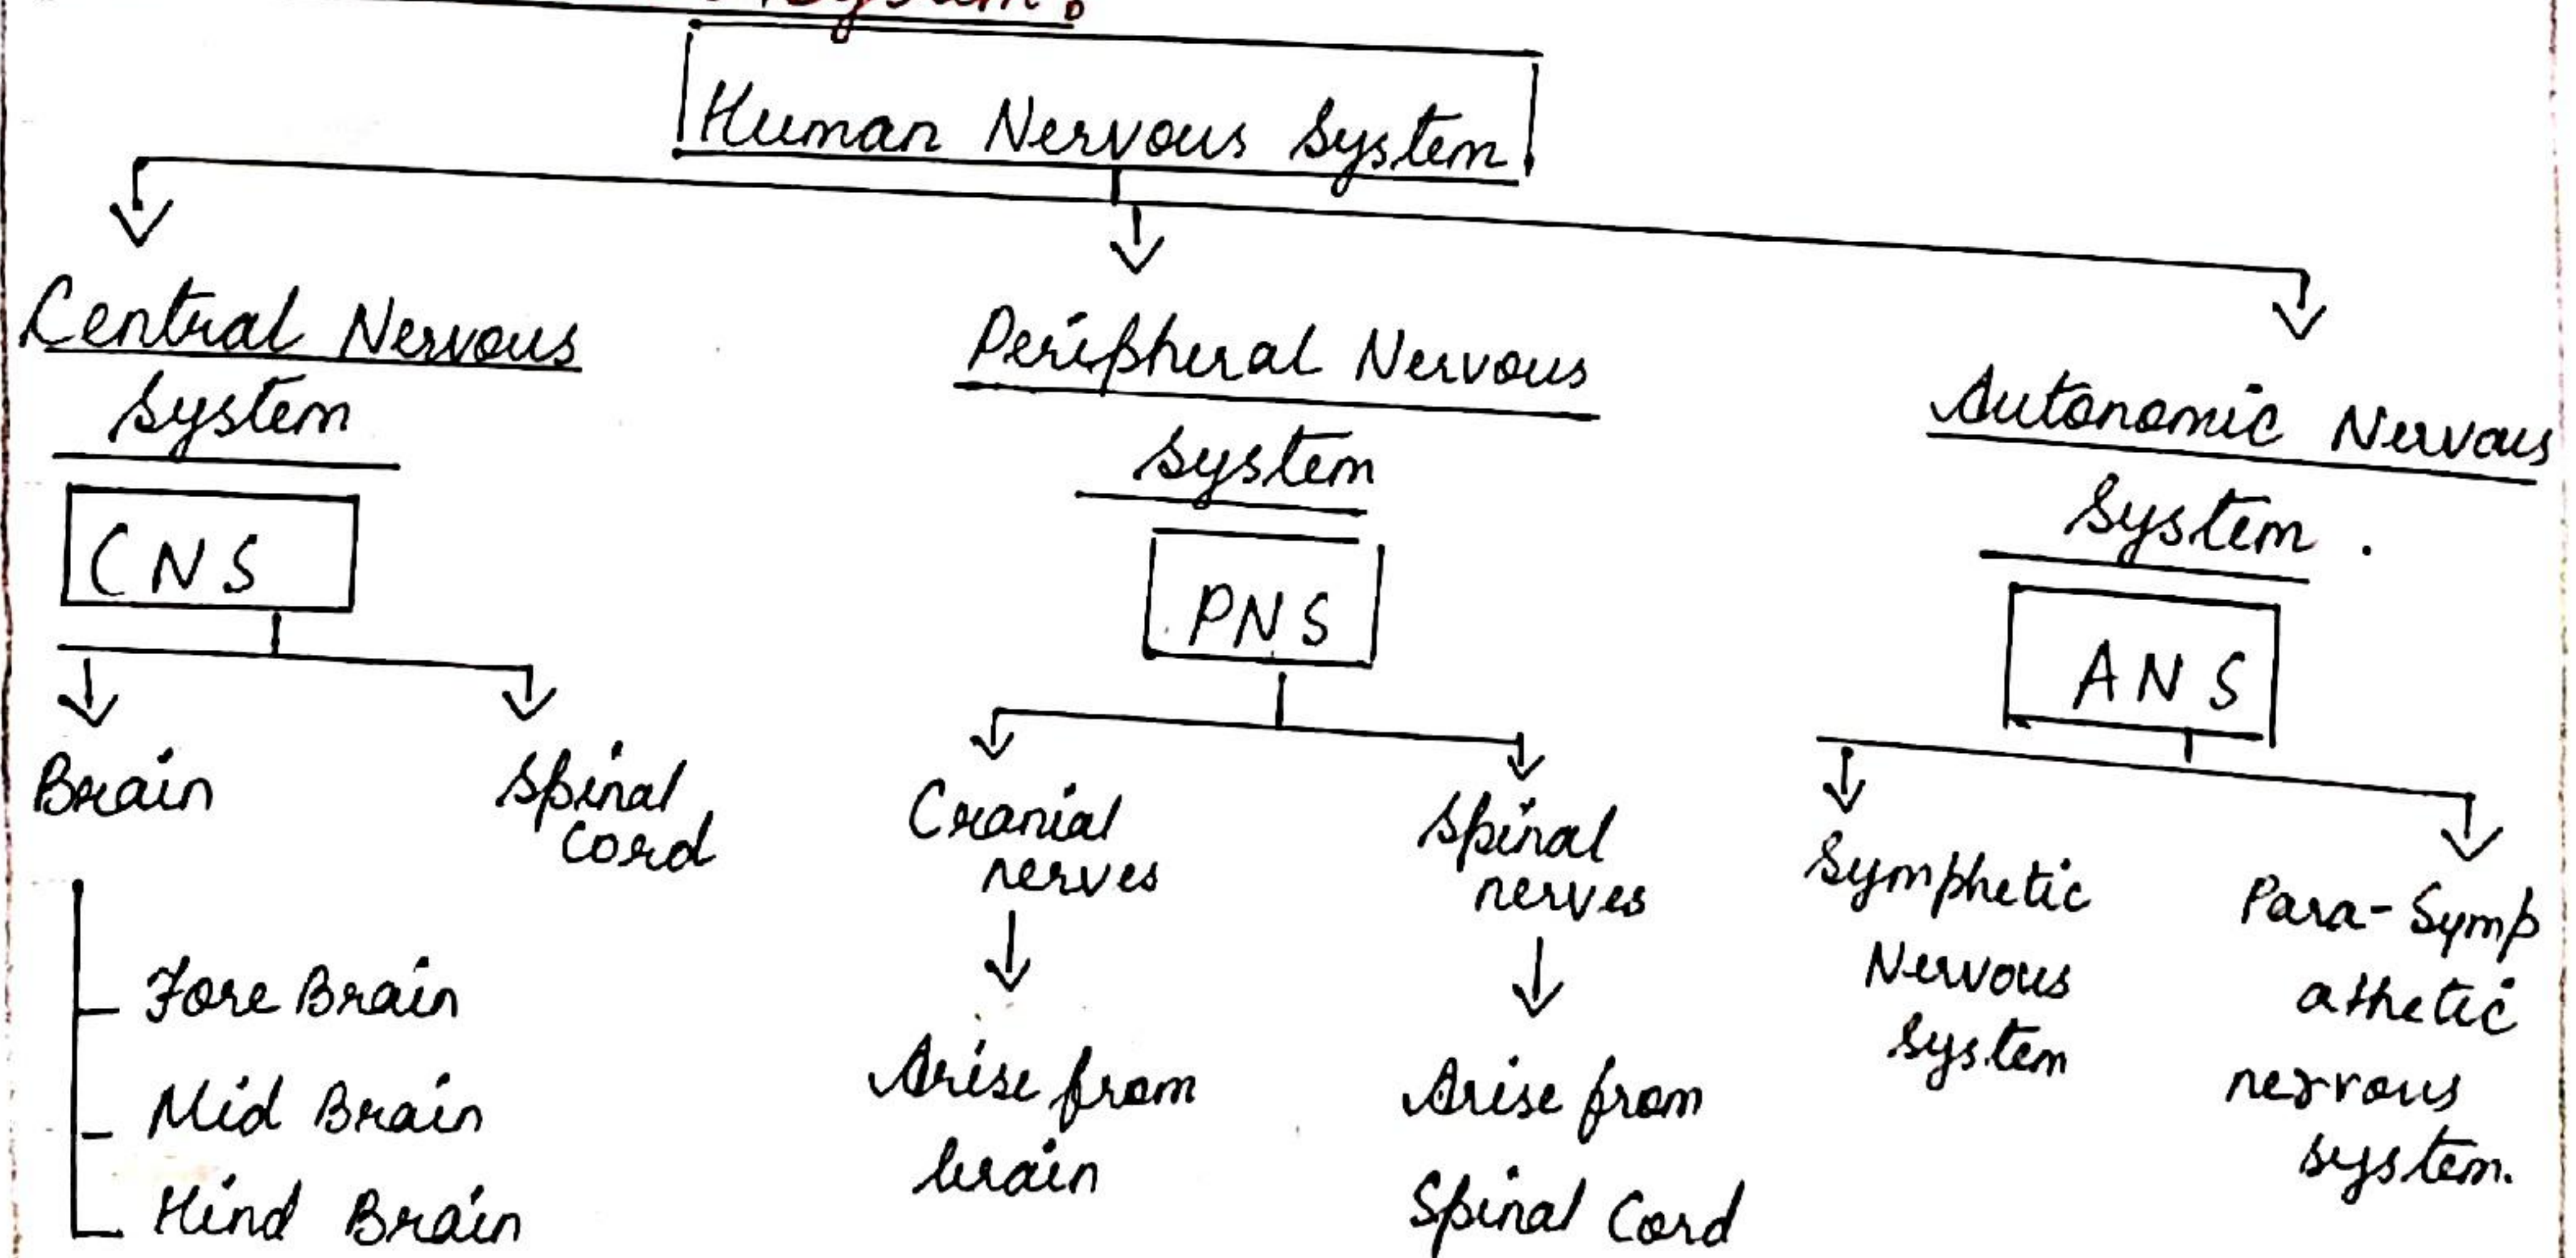 System:
Human Nervous System
Central Nervous
System
CNS
Brain
Spinal
Cord
Fore Brain
Mid Brain
Hind Brain
Peripheral Nervous
System
PNS
Cranial
nerves
Arise from
brain
Spinal
nerves
Arise from
Spinal Cord
Autonomic Nervous
System.
ANS
Symphetic
Nervous
System
Para-Symp
athetic
nervous
system.